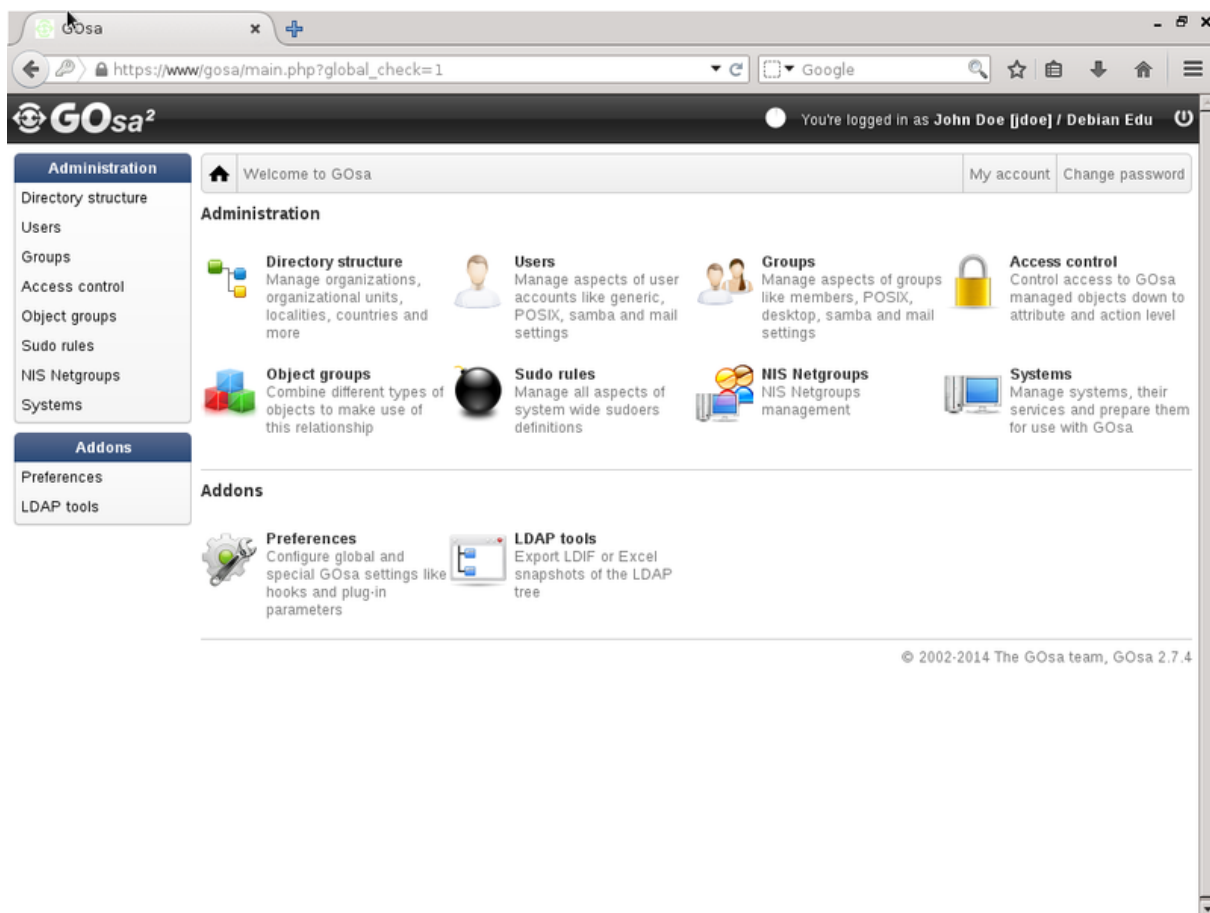 GOsa
https://www/gosa/main.php?global_check=1
Google
GOsa²
You're logged in as John Doe [jdoe] / Debian Edu
Administration
Directory structure
Users
Groups
Access control
Object groups
Sudo rules
NIS Netgroups
Systems
Addons
Preferences
LDAP tools
Welcome to GOsa
My account
Change password
Administration
Directory structure
Manage organizations,
organizational units,
localities, countries and
more
Users
Manage aspects of user
accounts like generic,
POSIX, samba and mail
settings
Groups
Manage aspects of groups
like members, POSIX,
desktop, samba and mail
settings
Access control
Control access to GOsa
managed objects down to
attribute and action level
Object groups
Combine different types of
objects to make use of
this relationship
Sudo rules
Manage all aspects of
system wide sudoers
definitions
NIS Netgroups
NIS Netgroups
management
Systems
Manage systems, their
services and prepare them
for use with GOsa
Addons
Preferences
Configure global and
special GOsa settings like
hooks and plug-in
parameters
LDAP tools
Export LDIF or Excel
snapshots of the LDAP
tree
© 2002-2014 The GOsa team, GOsa 2.7.4